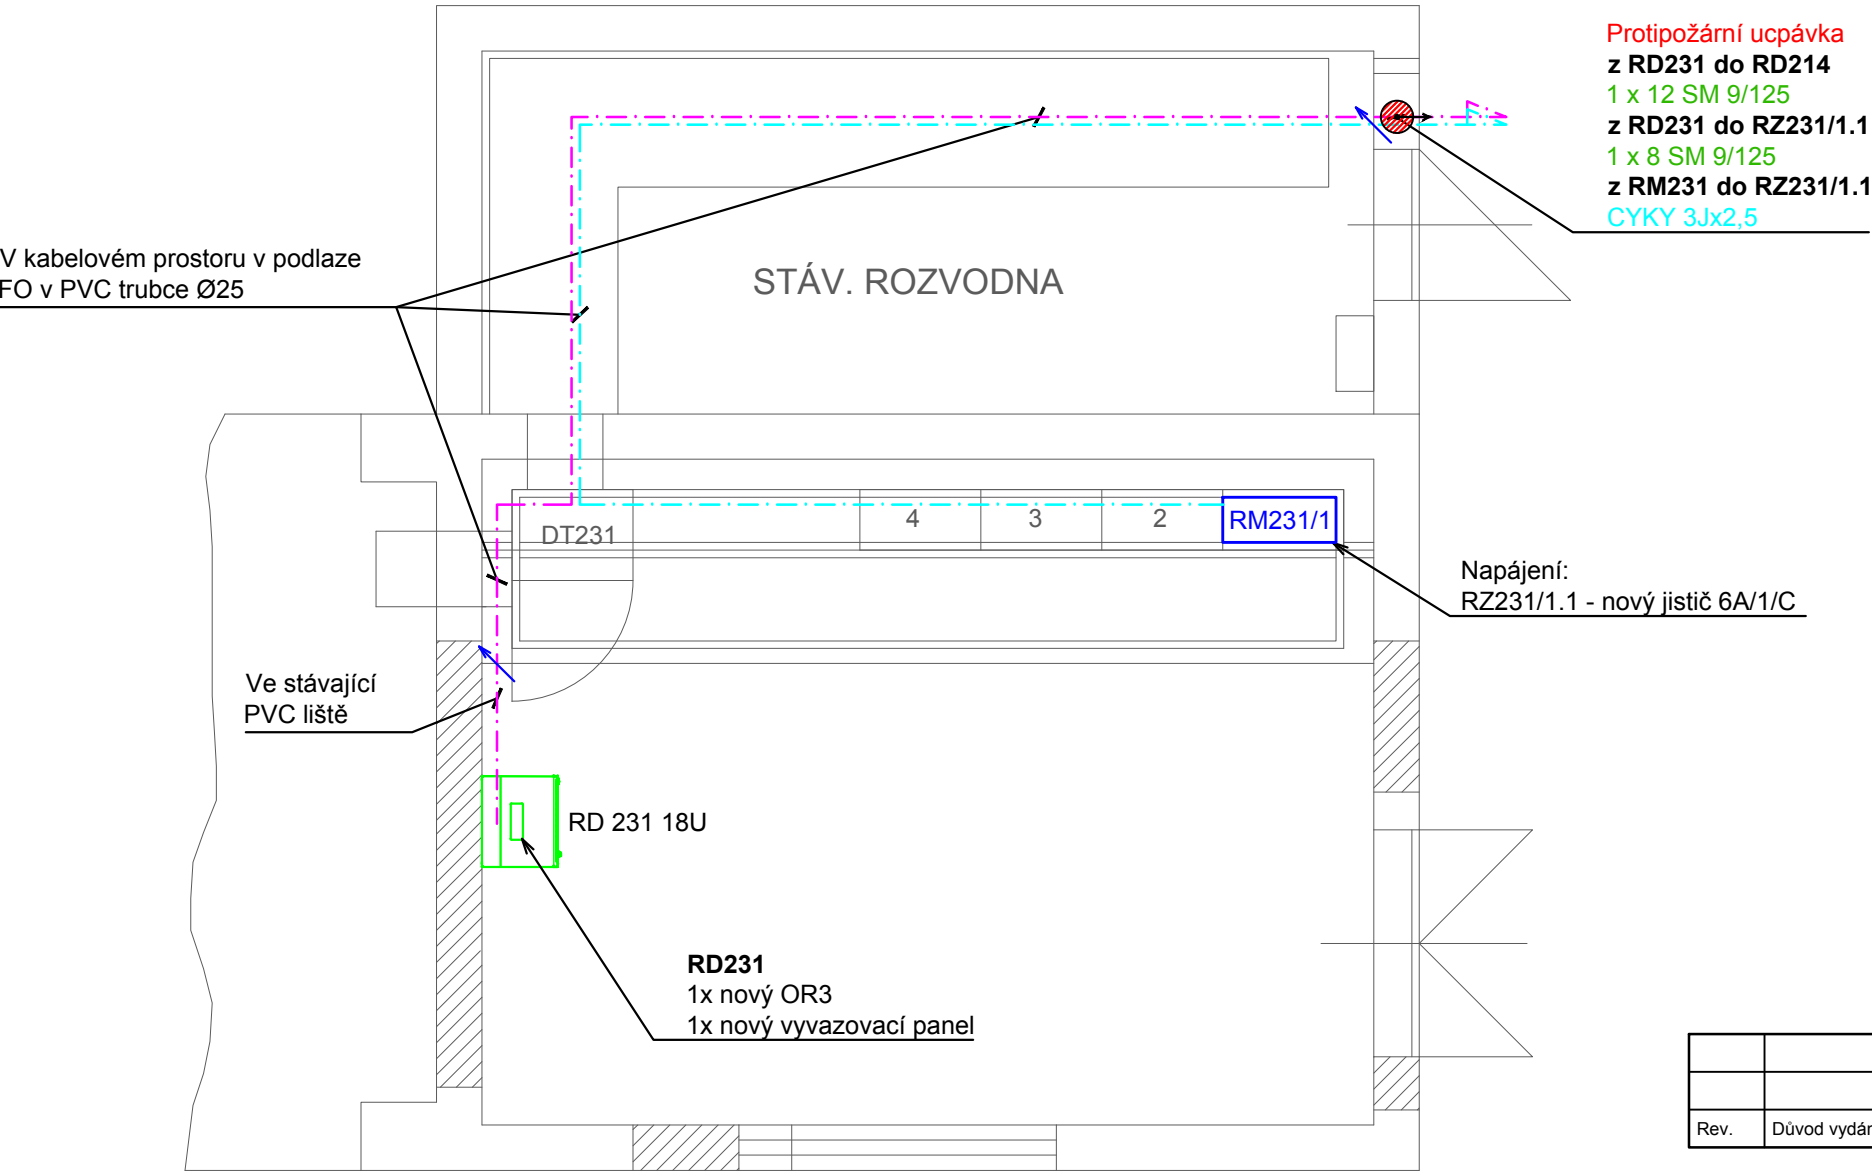 Protipožární ucpávka
z RD231 do RD214
1 x 12 SM 9/125
z RD231 do RZ231/1.1
1 x 8 SM 9/125
z RM231 do RZ231/1.1
CYKY 3Jx2,5
V kabelovém prostoru v podlaze
FO v PVC trubce Ø25
STÁV. ROZVODNA
DT231
4
3
2
RM231/1
Napájení:
RZ231/1.1 - nový jistič 6A/1/C
Ve stávající
PVC liště
RD 231 18U
RD231
1x nový OR3
1x nový vyvazovací panel
Rev.
Důvod vydán